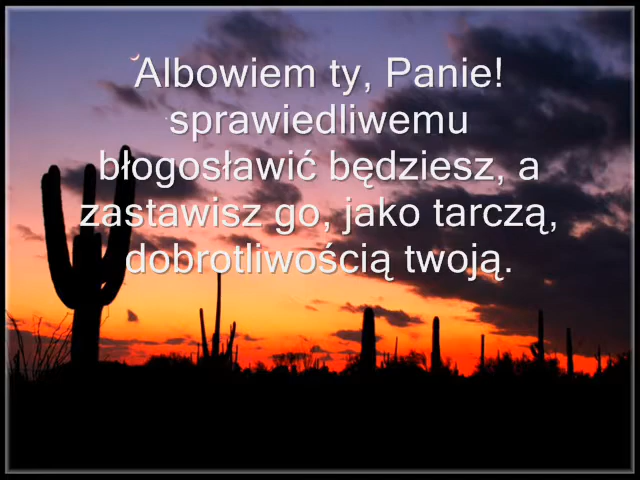 Albowiem ty, Panie!
sprawiedliwemu
błogosławić będziesz, a
zastawisz go, jako tarczą,
dobrotliwością twoją.